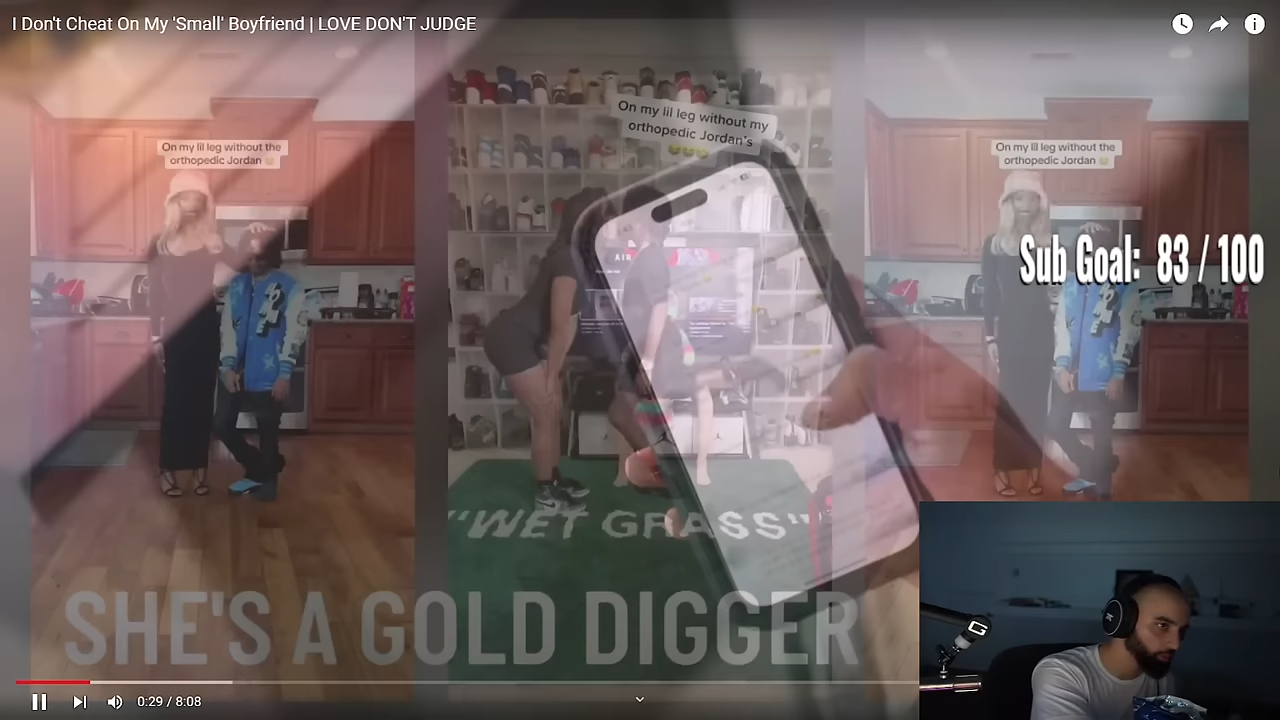 I Don't Cheat On My 'Small' Boyfriend | LOVE DON'T JUDGE
On my lil leg without the
orthopedic Jordan 😂
On my lil leg without my
orthopedic Jordan's
😂😂😂
On my lil leg without the
orthopedic Jordan 😂
Sub Goal: 83 / 100
AIR
"WET GRASS"
SHE'S A GOLD DIGGER
G
0:29 / 8:08